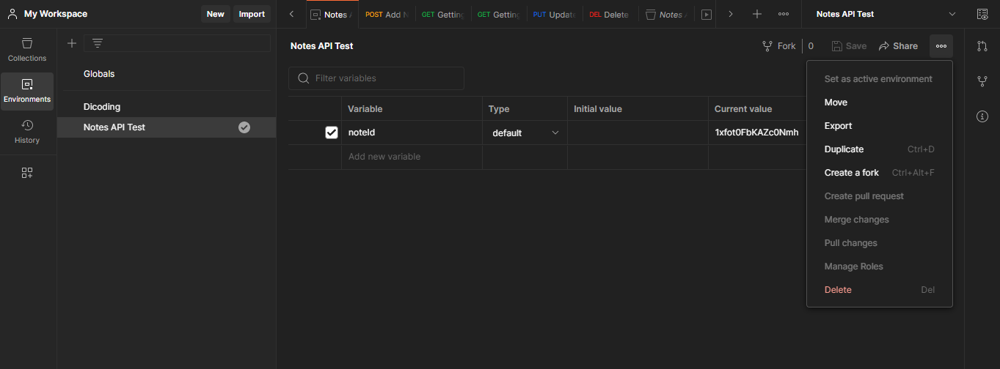 My Workspace
New
Import
Notes A
POST Add N
GET Getting
GET Getting
PUT Update
DEL Delete
Notes A
Notes API Test
Collections
Environments
History
Globals
Dicoding
Notes API Test
Notes API Test
Fork
0
Save
Share
Filter variables
Variable
Type
Initial value
Current value
noteId
default
1xfot0FbKAZc0Nmh
Add new variable
Set as active environment
Move
Export
Duplicate Ctrl+D
Create a fork Ctrl+Alt+F
Create pull request
Merge changes
Pull changes
Manage Roles
Delete Del